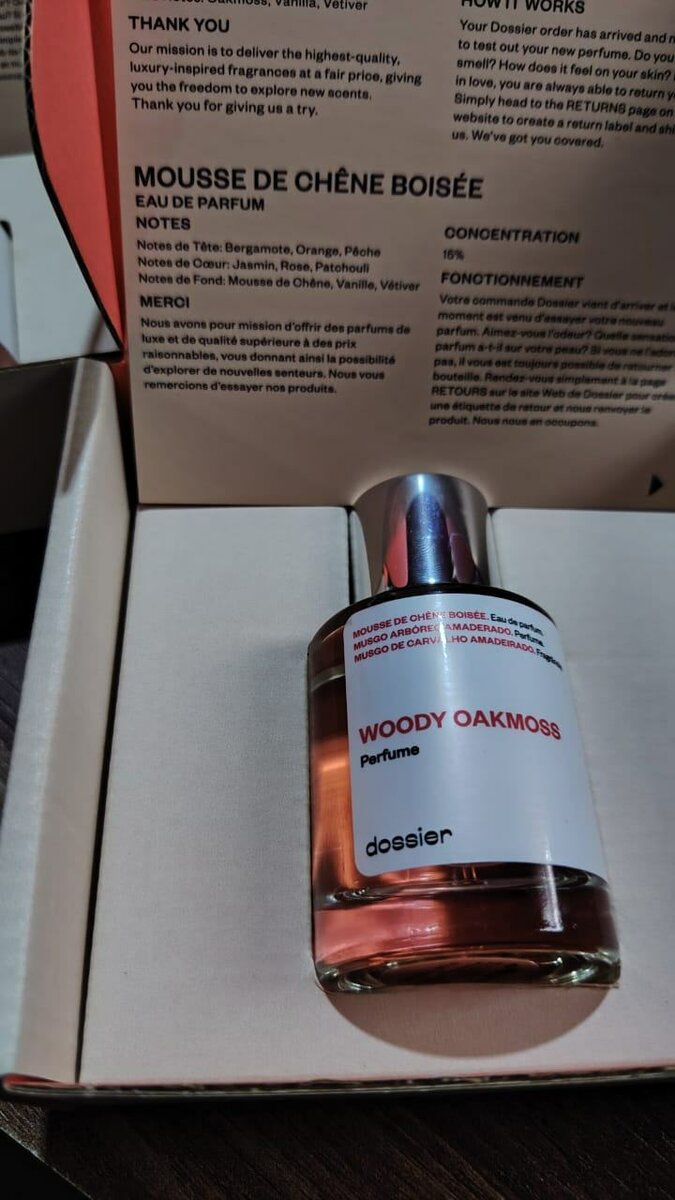 Oakmoss, Vanilla, Vetiver
THANK YOU
Our mission is to deliver the highest-quality,
luxury-inspired fragrances at a fair price, giving
you the freedom to explore new scents.
Thank you for giving us a try.
HOW IT WORKS
Your Dossier order has arrived and
to test out your new perfume. Do you
smell? How does it feel on your skin?
in love, you are always able to return
Simply head to the RETURNS page on
website to create a return label and
us. We've got you covered.
MOUSSE DE CHÊNE BOISÉE
EAU DE PARFUM
NOTES
Notes de Tête: Bergamote, Orange, Pêche
Notes de Cœur: Jasmin, Rose, Patchouli
Notes de Fond: Mousse de Chêne, Vanille, Vétiver
MERCI
Nous avons pour mission d'offrir des parfums de
luxe et de qualité supérieure à des prix
raisonnables, vous donnant ainsi la possibilité
d'explorer de nouvelles senteurs. Nous vous
remercions d'essayer nos produits.
CONCENTRATION
FONCTIONNEMENT
Votre commande Dossier vient d'arriver et
moment est venu d'essayer votre nouveau
parfum. Aimez-vous l'odeur? Quelle
parfum a-t-il sur votre peau? Si vous ne
pas, il vous est toujours possible de retourner
bouteille. Rendez-vous simplement à la page
RETOURS sur le site Web de Dossier pour
une étiquette de retour et nous renvoyer le
produit. Nous nous en occupons.
MOUSSE DE CHÊNE BOISÉE. Eau de parfum.
MUSGO ARBÓREO AMADERADO. Perfume.
MUSGO DE CARVALHO AMADEIRADO.
WOODY OAKMOSS
Perfume
dossier